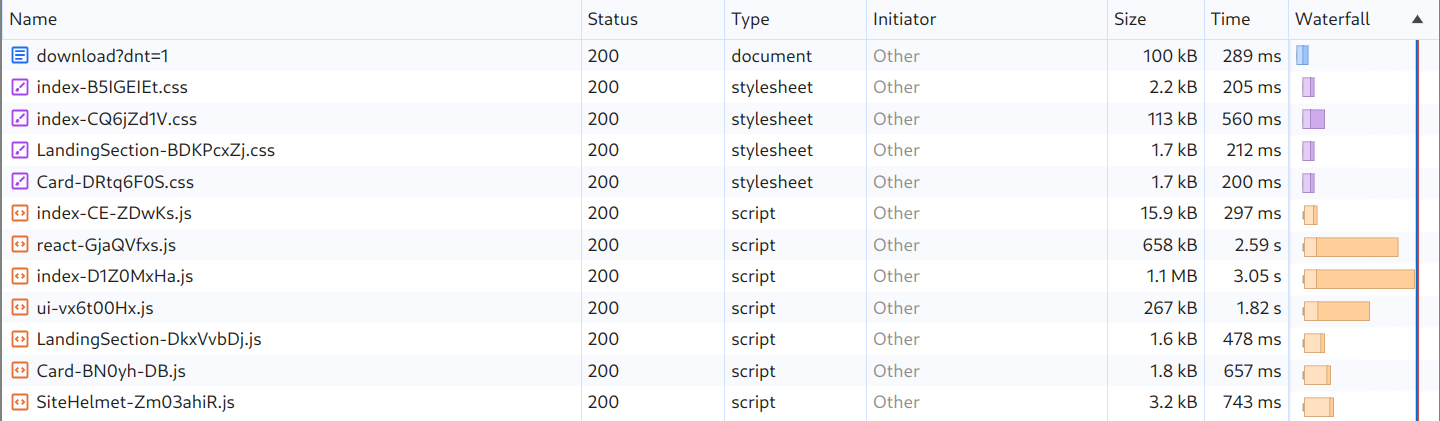 Name Status Type Initiator Size Time Waterfall
download?dnt=1 200 document Other 100 kB 289 ms
index-B5IGEIEt.css 200 stylesheet Other 2.2 kB 205 ms
index-CQ6jZd1V.css 200 stylesheet Other 113 kB 560 ms
LandingSection-BDKPcxZj.css 200 stylesheet Other 1.7 kB 212 ms
Card-DRtq6F0S.css 200 stylesheet Other 1.7 kB 200 ms
index-CE-ZDwKs.js 200 script Other 15.9 kB 297 ms
react-GjaQVfxs.js 200 script Other 658 kB 2.59 s
index-D1Z0MxHa.js 200 script Other 1.1 MB 3.05 s
ui-vx6t00Hx.js 200 script Other 267 kB 1.82 s
LandingSection-DkxVvbDj.js 200 script Other 1.6 kB 478 ms
Card-BN0yh-DB.js 200 script Other 1.8 kB 657 ms
SiteHelmet-Zm03ahiR.js 200 script Other 3.2 kB 743 ms